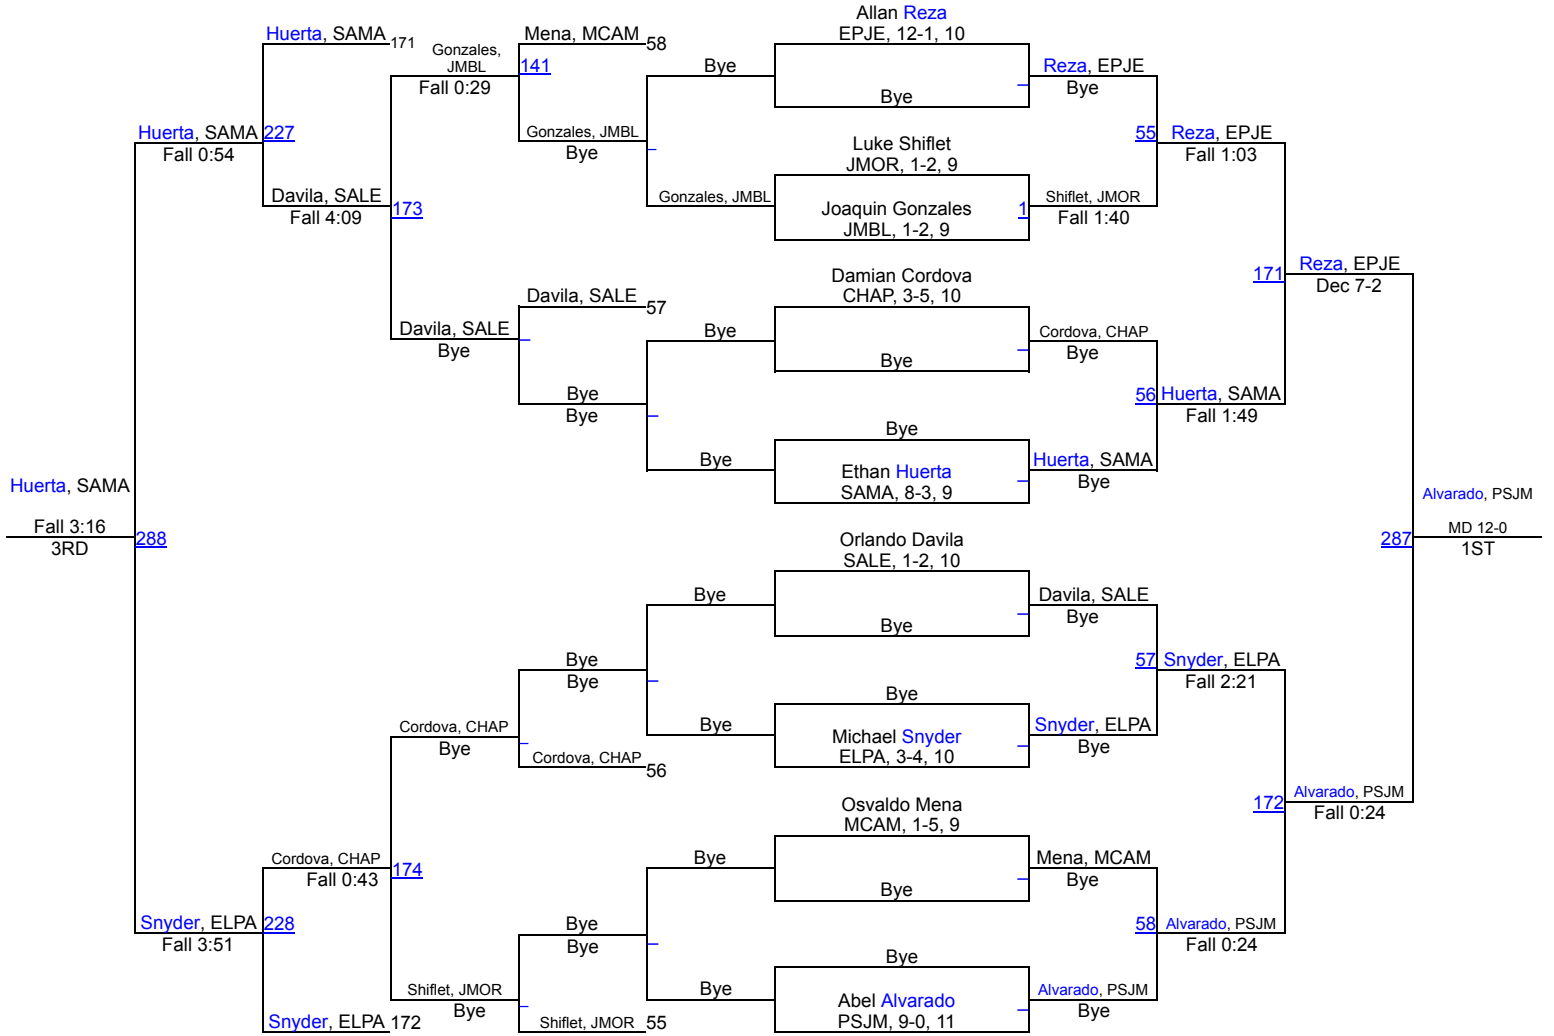 Allan Reza
EPJE, 12-1, 10
Huerta, SAMA 171
Gonzales,
JMBL
Fall 0:29
Mena, MCAM 58
141
Bye
Bye
Reza, EPJE
Bye
Huerta, SAMA 227
Fall 0:54
Gonzales, JMBL
Bye
Luke Shiflet
JMOR, 1-2, 9
55 Reza, EPJE
Fall 1:03
Davila, SALE
Fall 4:09
173
Gonzales, JMBL
Joaquin Gonzales
JMBL, 1-2, 9
1
Shiflet, JMOR
Fall 1:40
Damian Cordova
CHAP, 3-5, 10
171 Reza, EPJE
Dec 7-2
Davila, SALE
57
Davila, SALE
Bye
Bye
Bye
Cordova, CHAP
Bye
Bye
Bye
56 Huerta, SAMA
Fall 1:49
Bye
Bye
Ethan Huerta
SAMA, 8-3, 9
Huerta, SAMA
Bye
Huerta, SAMA
Fall 3:16
3RD
288
Alvarado, PSJM
287
MD 12-0
1ST
Orlando Davila
SALE, 1-2, 10
Bye
Bye
Davila, SALE
Bye
Bye
Bye
57 Snyder, ELPA
Fall 2:21
Bye
Cordova, CHAP
Bye
Bye
Michael Snyder
ELPA, 3-4, 10
Snyder, ELPA
Bye
Cordova, CHAP
56
Osvaldo Mena
MCAM, 1-5, 9
172
Alvarado, PSJM
Fall 0:24
Cordova, CHAP
Fall 0:43
174
Bye
Bye
Mena, MCAM
Bye
Snyder, ELPA 228
Fall 3:51
Bye
Bye
58
Alvarado, PSJM
Fall 0:24
Bye
Shiflet, JMOR
Bye
Bye
Abel Alvarado
PSJM, 9-0, 11
Alvarado, PSJM
Bye
Snyder, ELPA 172
Shiflet, JMOR 55